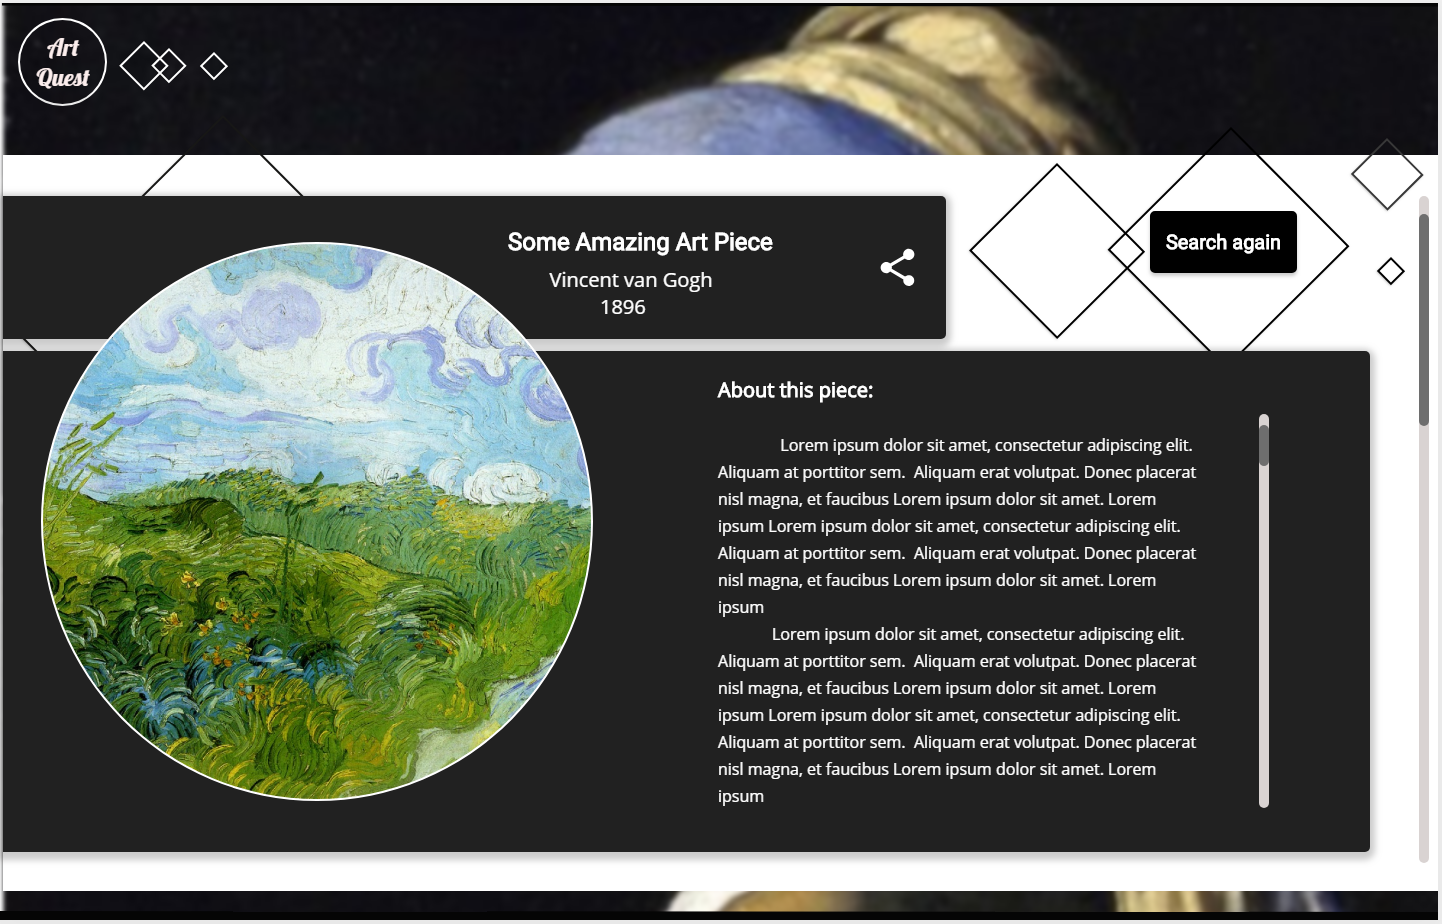 Art
Quest
Some Amazing Art Piece
Vincent van Gogh
1896
Search again
About this piece:
Lorem ipsum dolor sit amet, consectetur adipiscing elit.
Aliquam at porttitor sem.  Aliquam erat volutpat. Donec placerat
nisl magna, et faucibus Lorem ipsum dolor sit amet. Lorem
ipsum Lorem ipsum dolor sit amet, consectetur adipiscing elit.
Aliquam at porttitor sem.  Aliquam erat volutpat. Donec placerat
nisl magna, et faucibus Lorem ipsum dolor sit amet. Lorem
ipsum
Lorem ipsum dolor sit amet, consectetur adipiscing elit.
Aliquam at porttitor sem.  Aliquam erat volutpat. Donec placerat
nisl magna, et faucibus Lorem ipsum dolor sit amet. Lorem
ipsum Lorem ipsum dolor sit amet, consectetur adipiscing elit.
Aliquam at porttitor sem.  Aliquam erat volutpat. Donec placerat
nisl magna, et faucibus Lorem ipsum dolor sit amet. Lorem
ipsum